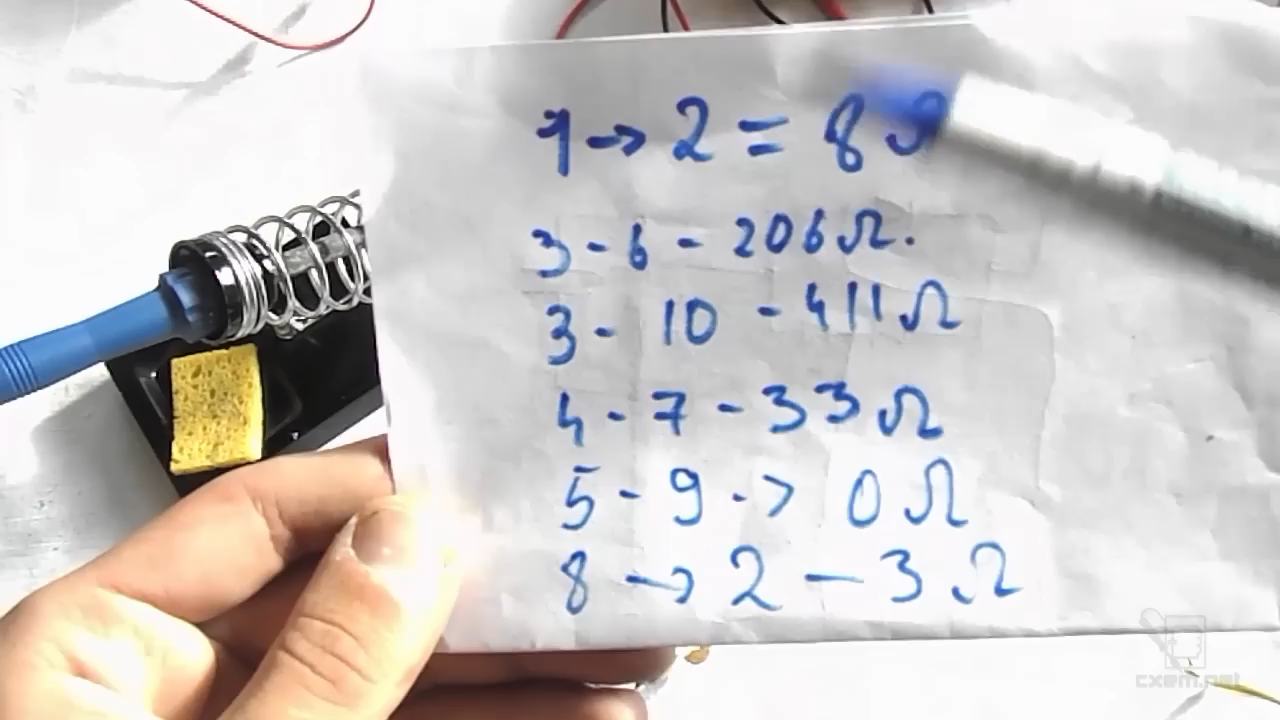 1 → 2 = 8 Ω
3 - 6 - 206 Ω.
3 - 10 - 411 Ω
4 - 7 - 33 Ω
5 - 9 -> 0 Ω
8 → 2 - 3 Ω
cxem.net